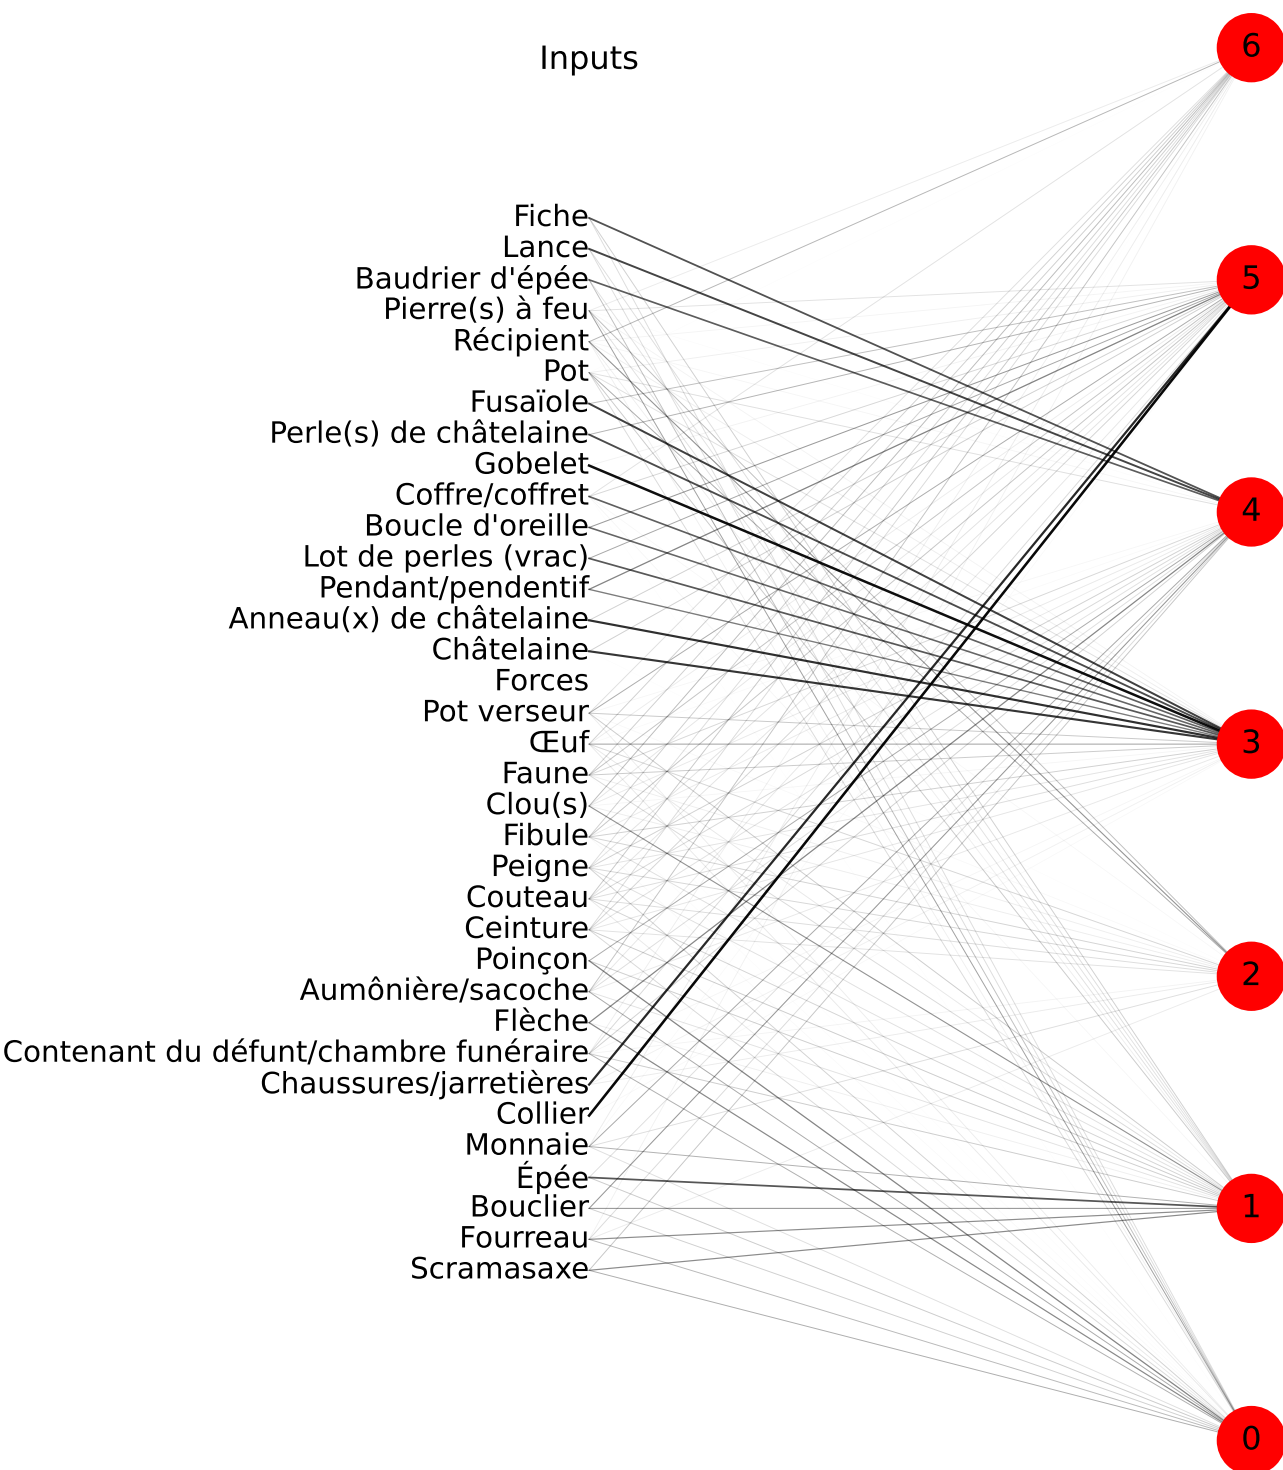 Inputs
Fiche
Lance
Baudrier d'épée
Pierre(s) à feu
Récipient
Pot
Fusaïole
Perle(s) de châtelaine
Gobelet
Coffre/coffret
Boucle d'oreille
Lot de perles (vrac)
Pendant/pendentif
Anneau(x) de châtelaine
Châtelaine
Forces
Pot verseur
Œuf
Faune
Clou(s)
Fibule
Peigne
Couteau
Ceinture
Poinçon
Aumônière/sacoche
Flèche
Contenant du défunt/chambre funéraire
Chaussures/jarretières
Collier
Monnaie
Épée
Bouclier
Fourreau
Scramasaxe
6
5
4
3
2
1
0